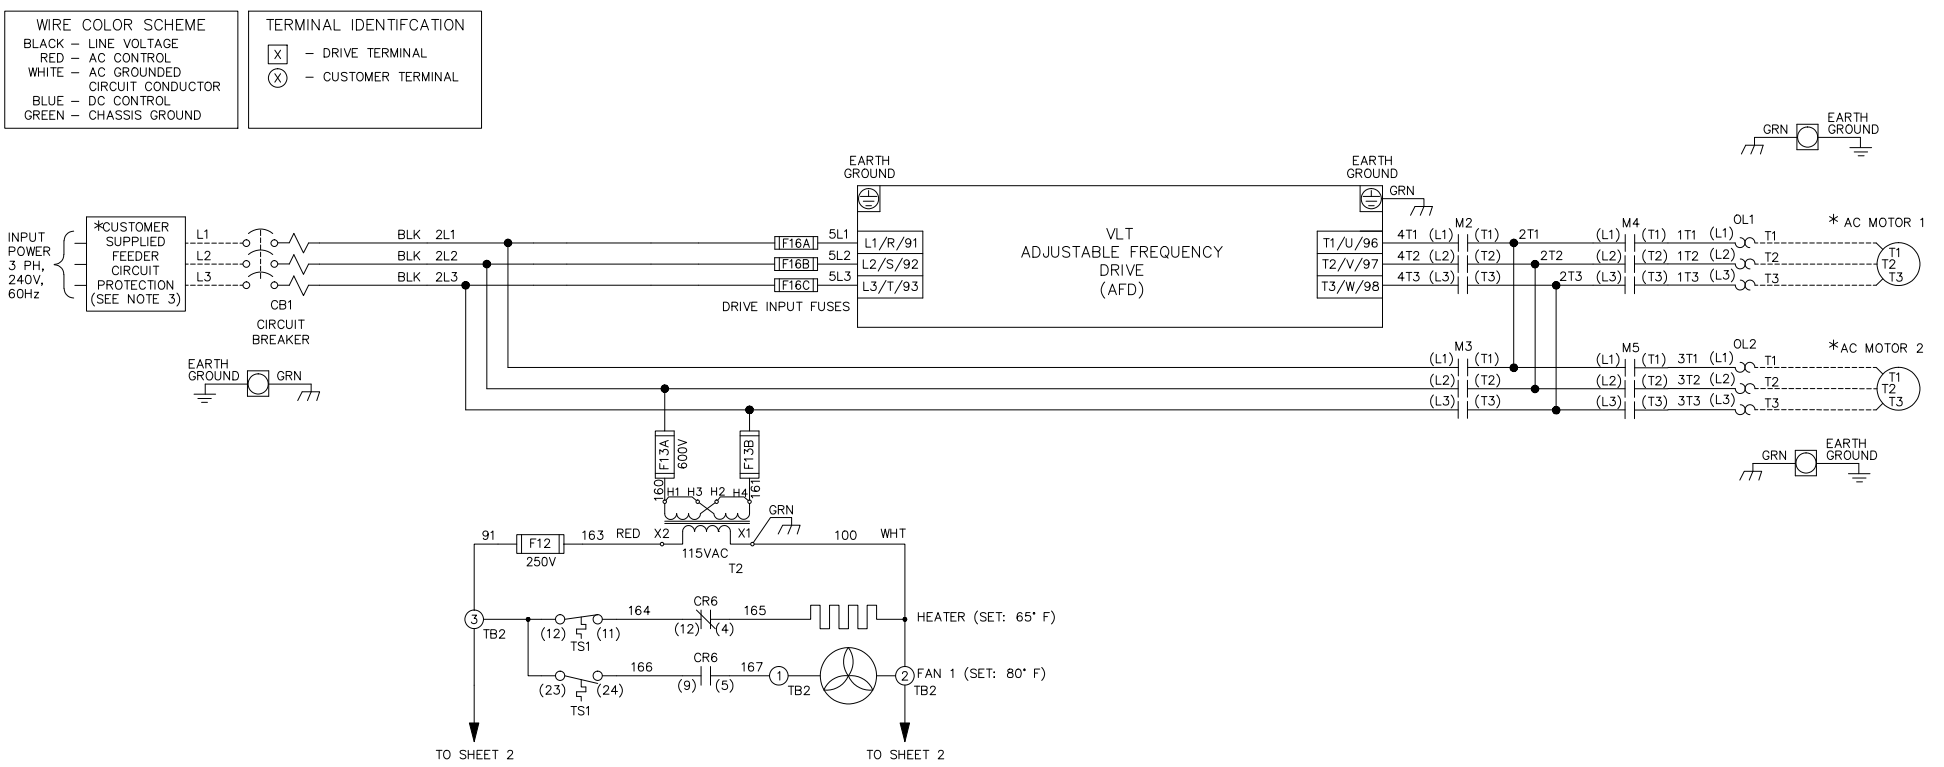 WIRE COLOR SCHEME
BLACK – LINE VOLTAGE
RED – AC CONTROL
WHITE – AC GROUNDED
CIRCUIT CONDUCTOR
BLUE – DC CONTROL
GREEN – CHASSIS GROUND
TERMINAL IDENTIFCATION
X – DRIVE TERMINAL
X – CUSTOMER TERMINAL
INPUT
POWER
3 PH,
240V,
60Hz
*CUSTOMER
SUPPLIED
FEEDER
CIRCUIT
PROTECTION
(SEE NOTE 3)
L1
L2
L3
CB1
CIRCUIT
BREAKER
EARTH
GROUND
GRN
BLK 2L1
BLK 2L2
BLK 2L3
F16A 5L1
F16B 5L2
F16C 5L3
DRIVE INPUT FUSES
EARTH
GROUND
L1/R/91
L2/S/92
L3/T/93
VLT
ADJUSTABLE FREQUENCY
DRIVE
(AFD)
EARTH
GROUND
GRN
T1/U/96
T2/V/97
T3/W/98
4T1 (L1) M2 (T1) 2T1 (L1) M4 (T1) 1T1 (L1) OL1 T1
4T2 (L2) (T2) 2T2 (L2) (T2) 1T2 (L2) T2
4T3 (L3) (T3) 2T3 (L3) (T3) 1T3 (L3) T3
* AC MOTOR 1
T1
T2
T3
GRN
EARTH
GROUND
(L1) M3 (T1) (L1) M5 (T1) 3T1 (L1) OL2 T1
(L2) (T2) (L2) (T2) 3T2 (L2) T2
(L3) (T3) (L3) (T3) 3T3 (L3) T3
* AC MOTOR 2
T1
T2
T3
GRN
EARTH
GROUND
F13A
600V
F13B
160
161
H1 H3 H2 H4
GRN
91 F12 163 RED X2 X1 100 WHT
250V
115VAC
T2
3
TB2
(12) (11)
TS1
164
CR6
(12) (4)
165
HEATER (SET: 65° F)
(23) (24)
TS1
166
CR6
(9) (5)
167
1
TB2
2
TB2
FAN 1 (SET: 80° F)
TO SHEET 2
TO SHEET 2